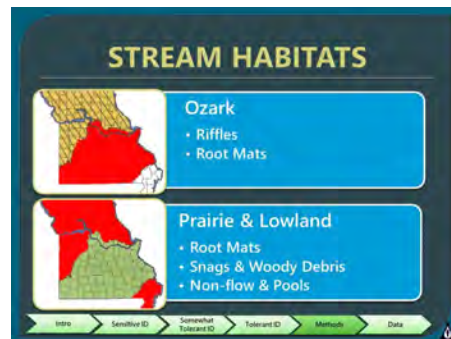 STREAM HABITATS
Ozark
• Riffles
• Root Mats
Prairie & Lowland
• Root Mats
• Snags & Woody Debris
• Non-flow & Pools
Intro
Sensitive ID
Somewhat
Tolerant ID
Tolerant ID
Methods
Data